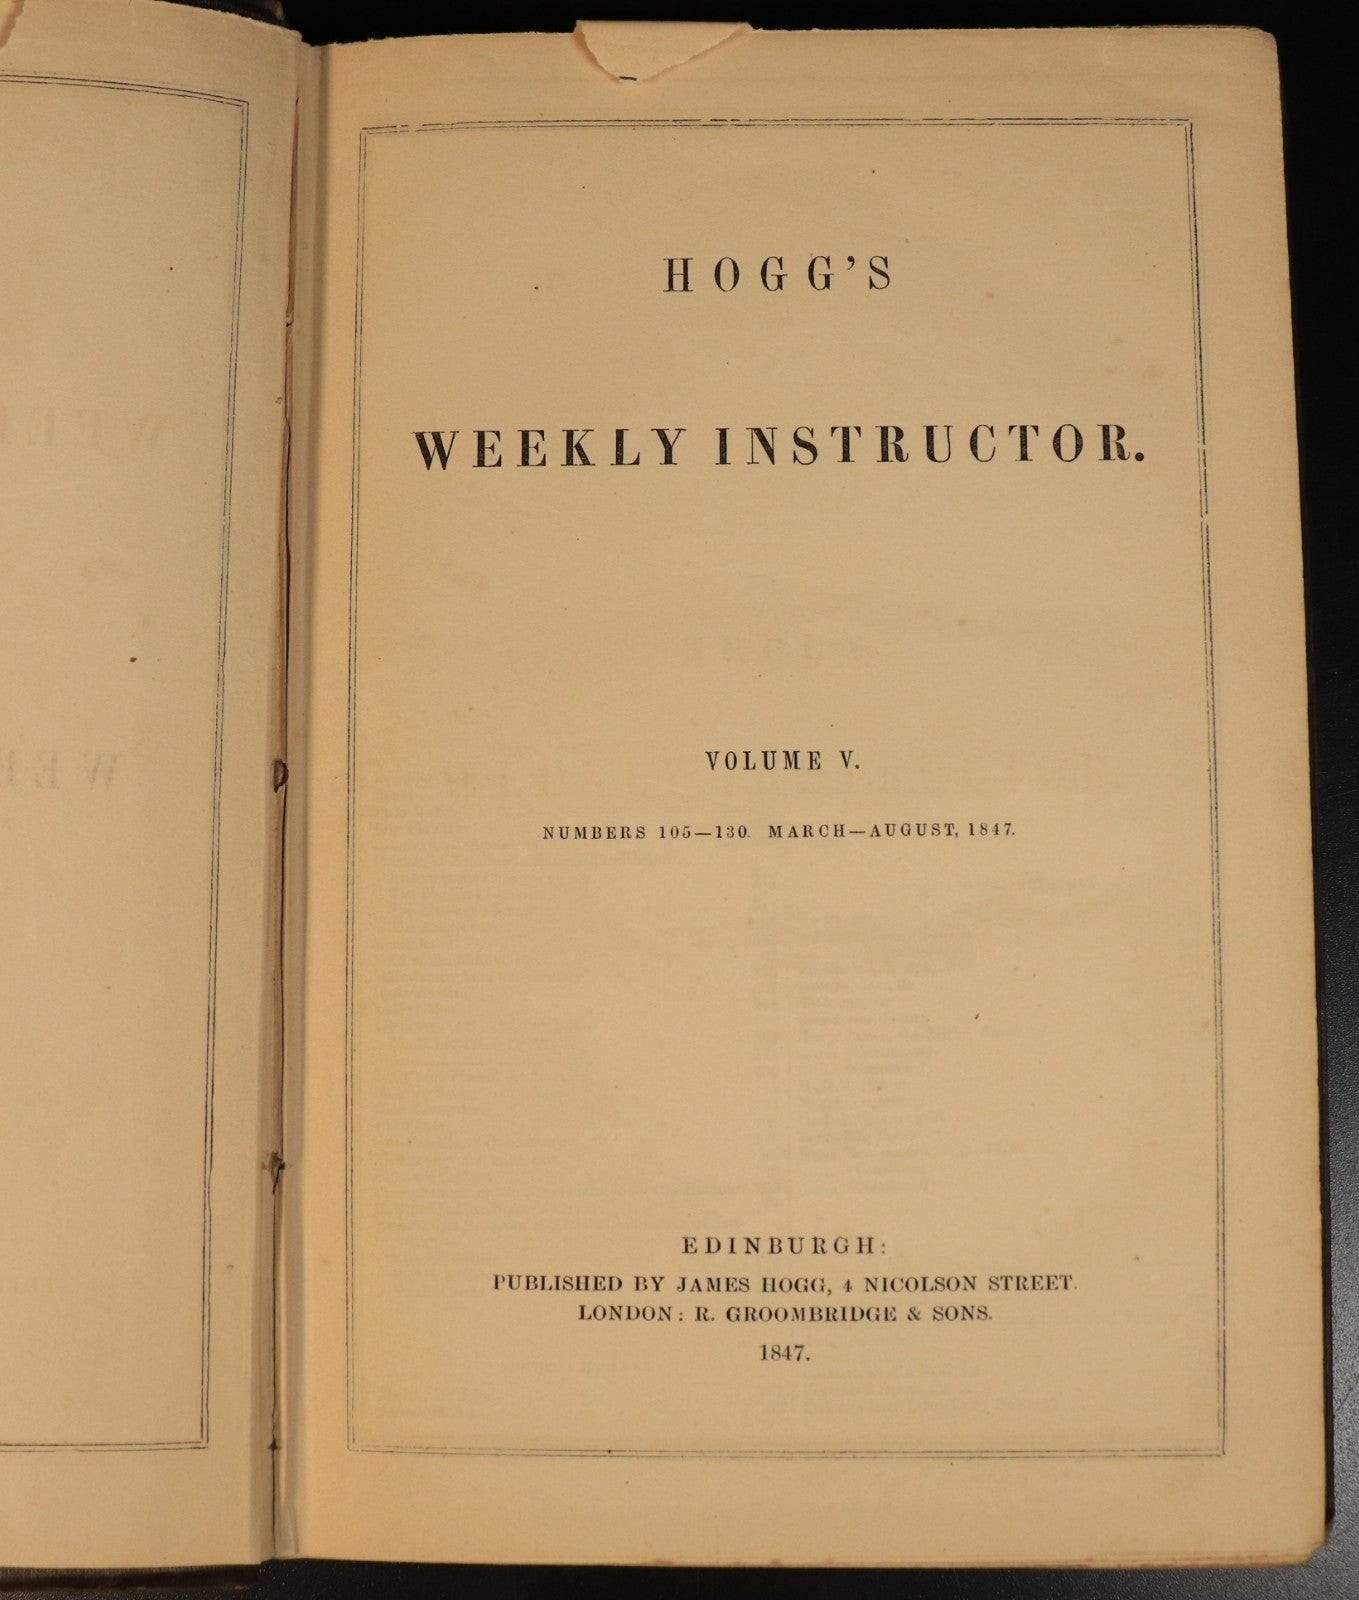 HOGG'S
WEEKLY INSTRUCTOR.
VOLUME V.
NUMBERS 105—130. MARCH—AUGUST, 1847.
EDINBURGH:
PUBLISHED BY JAMES HOGG, 4 NICOLSON STREET.
LONDON: R. GROOMBRIDGE & SONS.
1847.